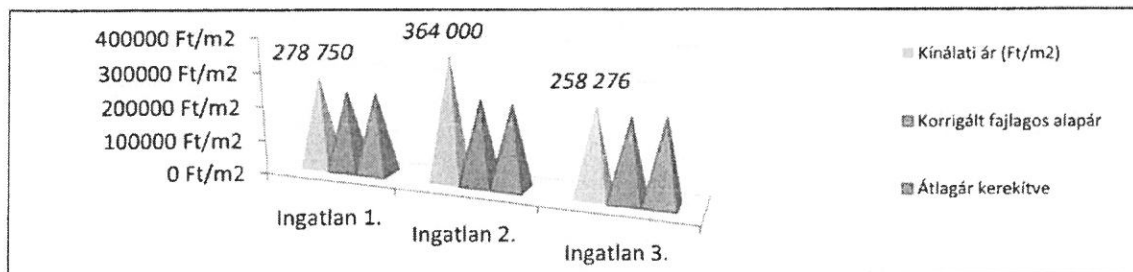 400000 Ft/m2
300000 Ft/m2
200000 Ft/m2
100000 Ft/m2
0 Ft/m2
278 750
364 000
258 276
Ingatlan 1.
Ingatlan 2.
Ingatlan 3.
Kínálati ár (Ft/m2)
Korrigált fajlagos alapár
Átlagár kerekítve